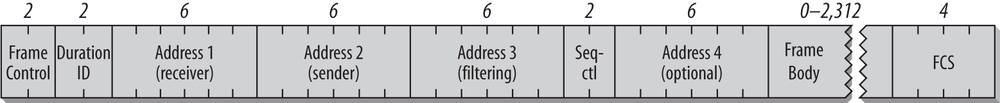 2 2 6 6 6 2 6 0–2,312 4
Frame Duration Address 1 Address 2 Address 3 Seq- Address 4 Frame FCS
Control ID (receiver) (sender) (filtering) ctl (optional) Body